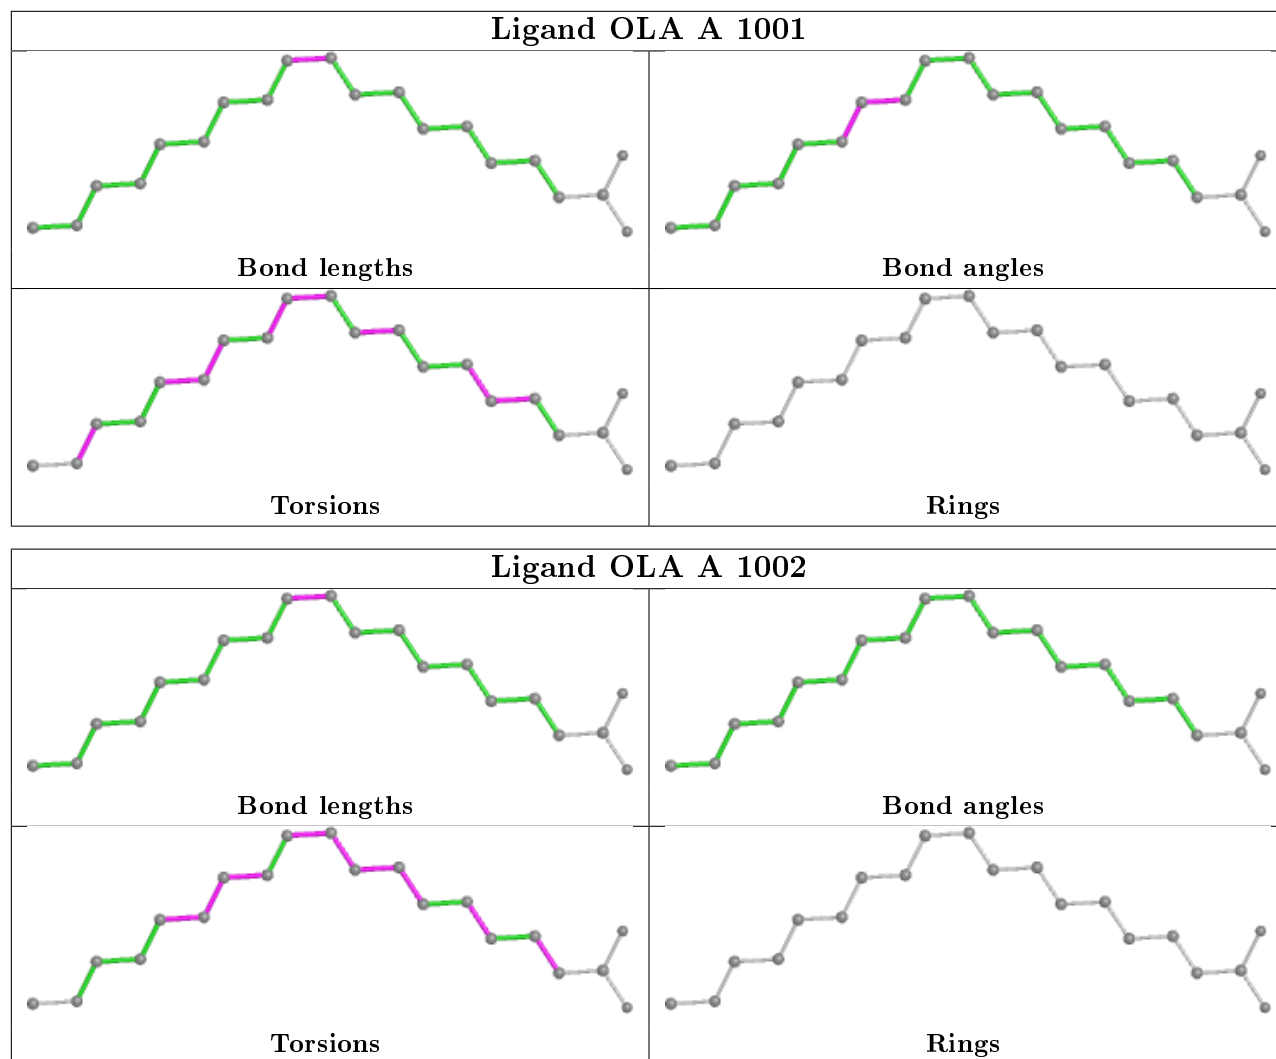 Ligand OLA A 1001
Bond lengths
Bond angles
Torsions
Rings
Ligand OLA A 1002
Bond lengths
Bond angles
Torsions
Rings